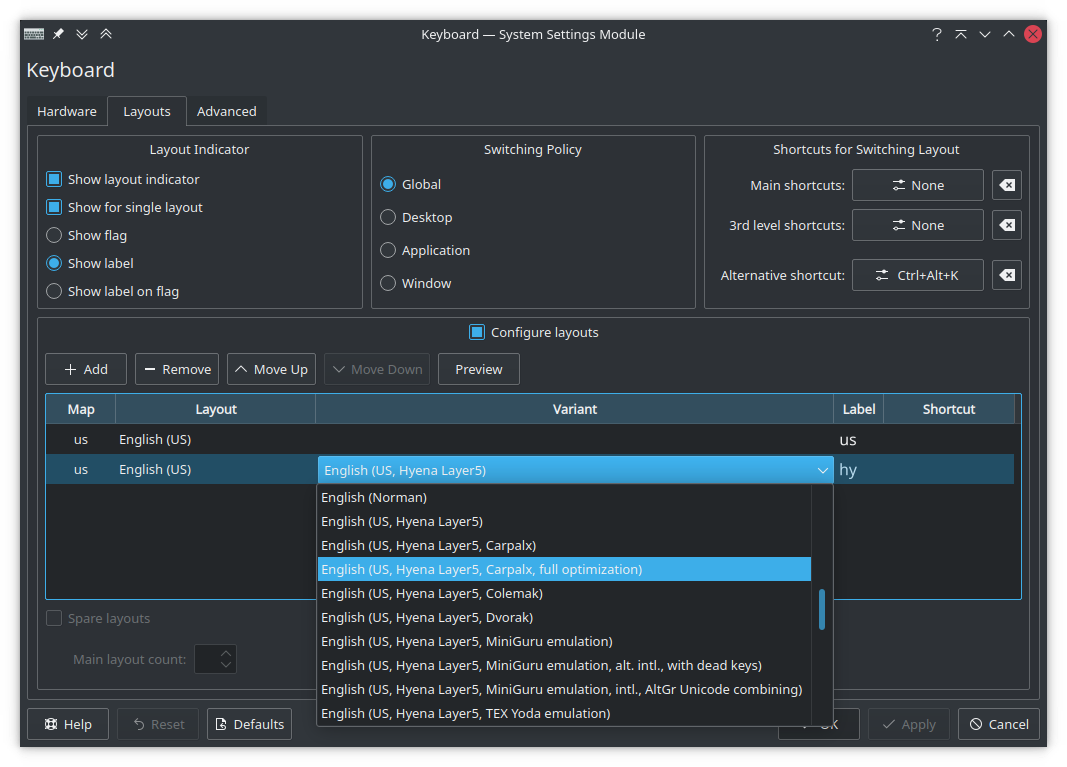 Keyboard — System Settings Module
Keyboard
Hardware Layouts Advanced
Layout Indicator
Show layout indicator
Show for single layout
Show flag
Show label
Show label on flag
Switching Policy
Global
Desktop
Application
Window
Shortcuts for Switching Layout
Main shortcuts: None
3rd level shortcuts: None
Alternative shortcut: Ctrl+Alt+K
Configure layouts
Add Remove Move Up Move Down Preview
Map Layout Variant Label Shortcut
us English (US) us
us English (US) English (US, Hyena Layer5) hy
English (Norman)
English (US, Hyena Layer5)
English (US, Hyena Layer5, Carpalx)
English (US, Hyena Layer5, Carpalx, full optimization)
English (US, Hyena Layer5, Colemak)
English (US, Hyena Layer5, Dvorak)
English (US, Hyena Layer5, MiniGuru emulation)
English (US, Hyena Layer5, MiniGuru emulation, alt. intl., with dead keys)
English (US, Hyena Layer5, MiniGuru emulation, intl., AltGr Unicode combining)
English (US, Hyena Layer5, TEX Yoda emulation)
Spare layouts
Main layout count:
Help Reset Defaults OK Apply Cancel